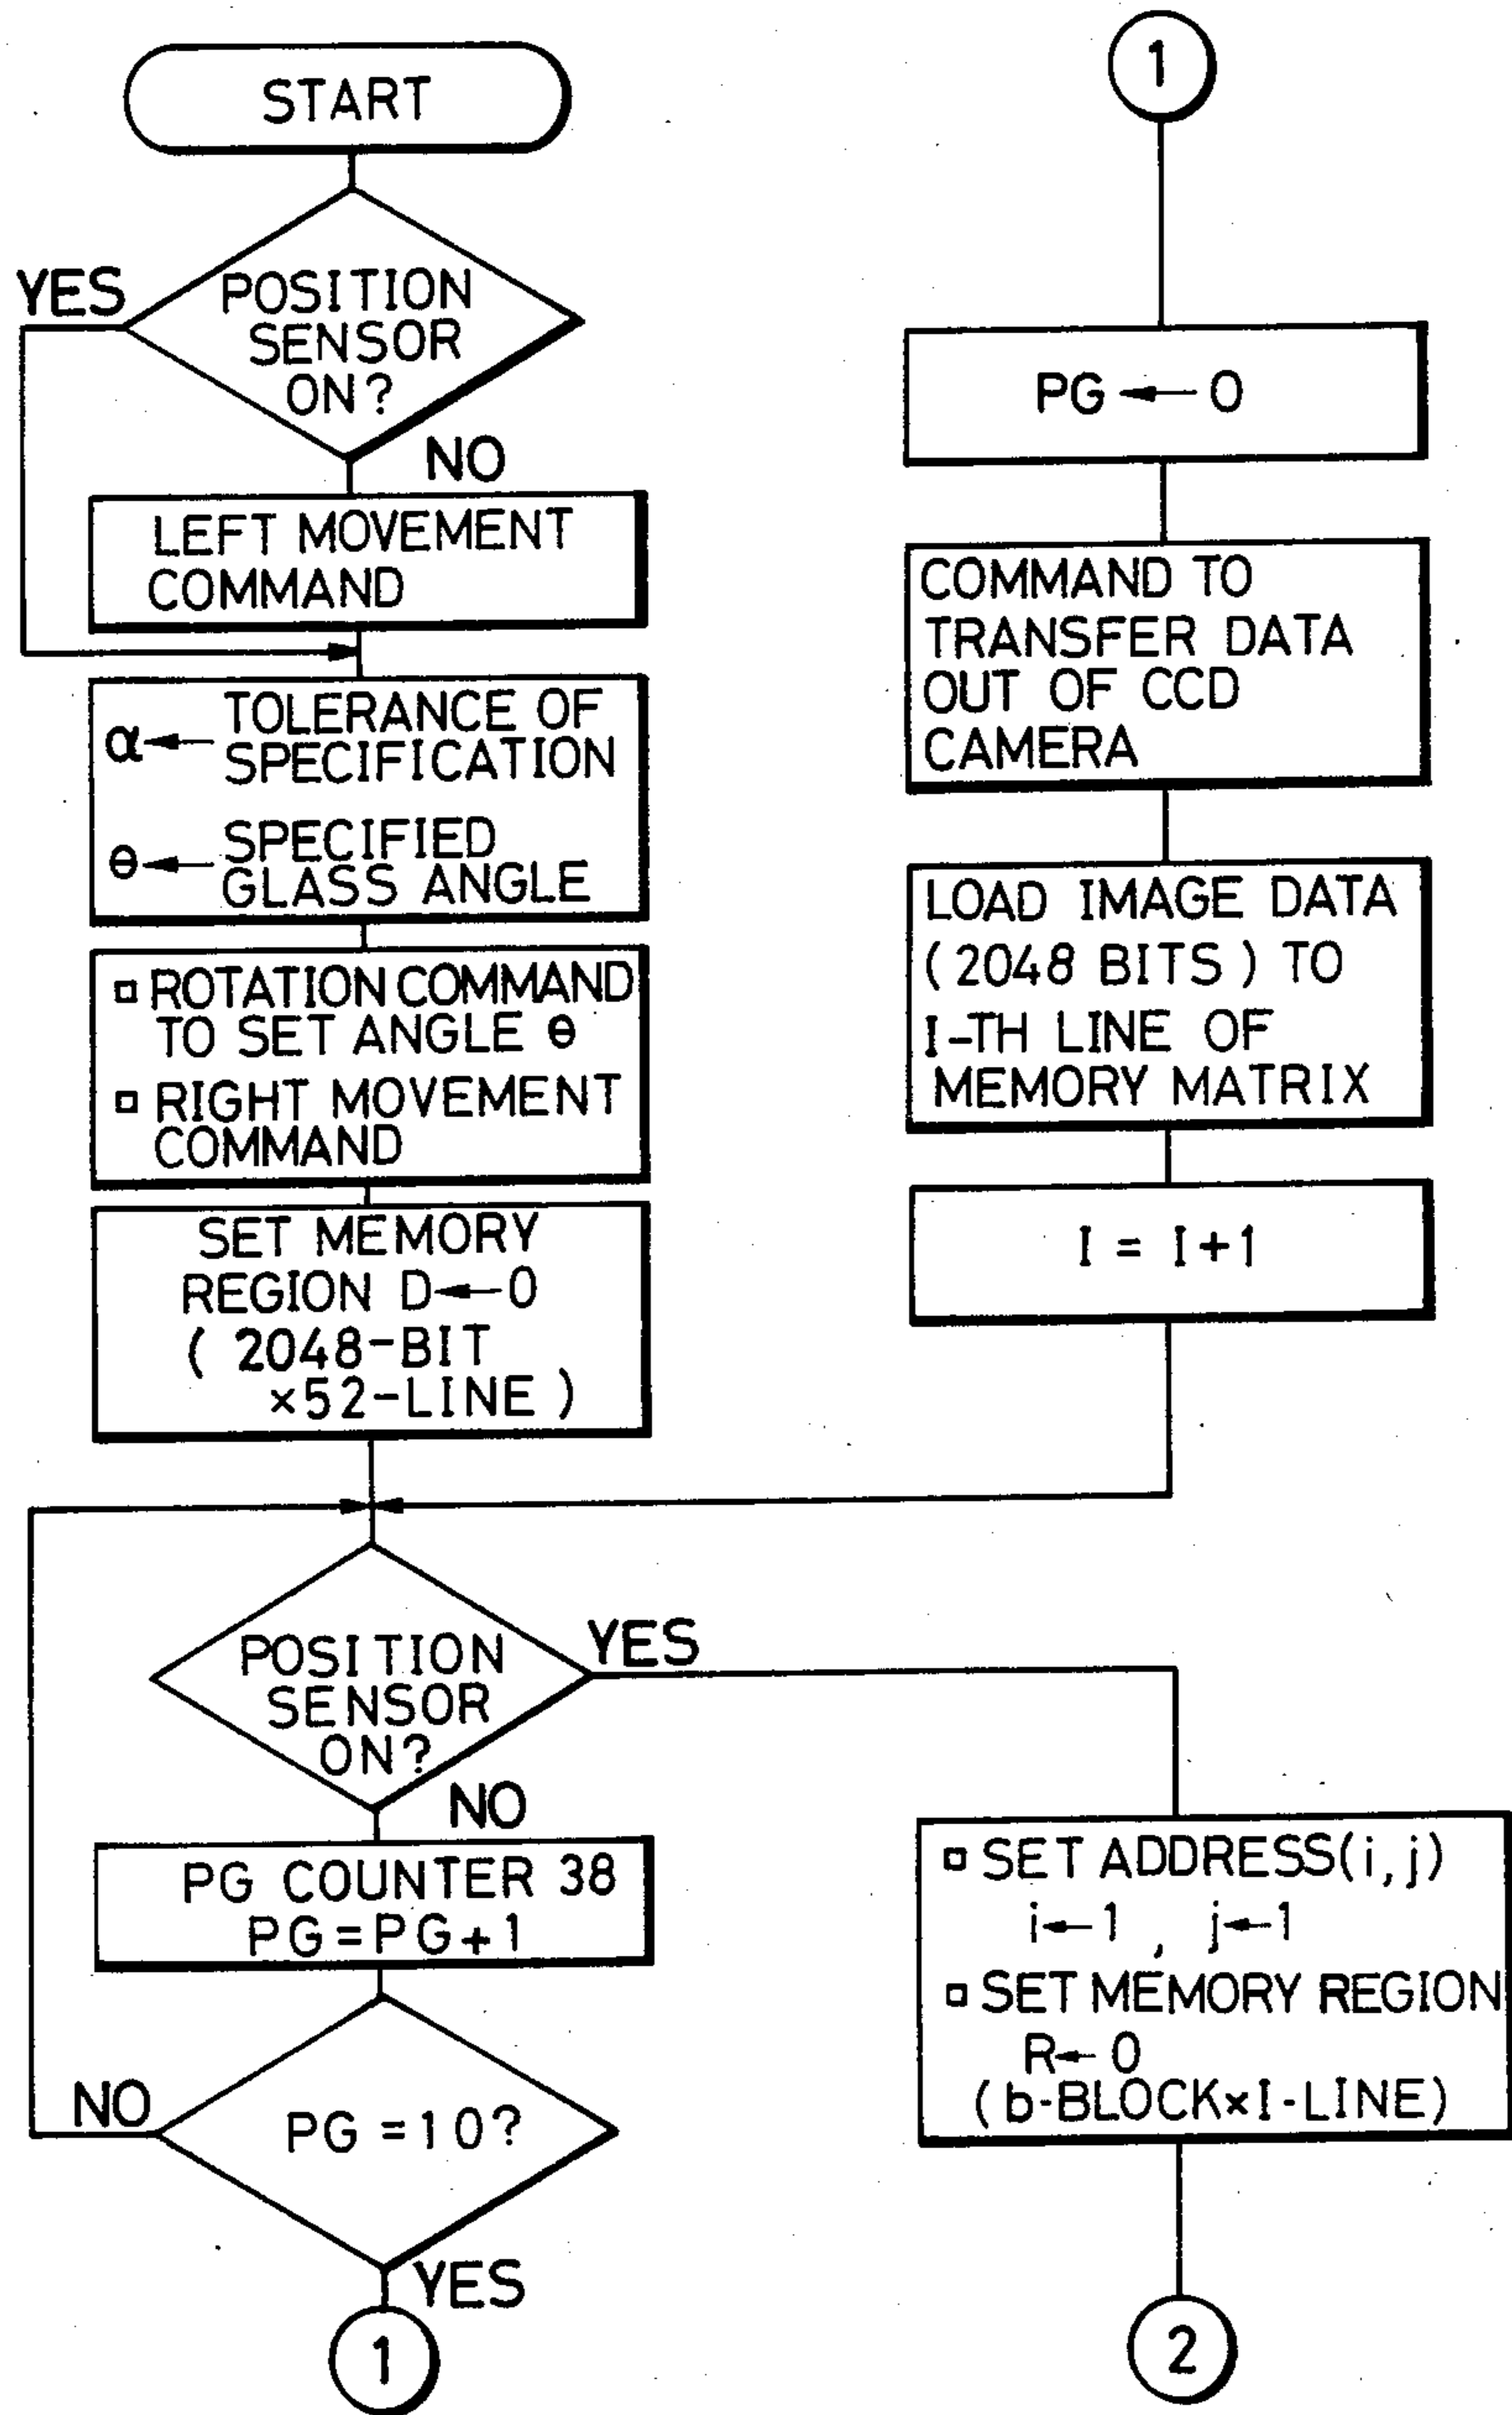 START
YES
POSITION
SENSOR
ON?
NO
LEFT MOVEMENT
COMMAND
α← TOLERANCE OF
SPECIFICATION
θ← SPECIFIED
GLASS ANGLE
▫ ROTATION COMMAND
TO SET ANGLE θ
▫ RIGHT MOVEMENT
COMMAND
SET MEMORY
REGION D←0
( 2048-BIT
×52-LINE )
POSITION
SENSOR
ON?
YES
NO
PG COUNTER 38
PG=PG+1
NO
PG =10?
YES
1
1
PG ← 0
COMMAND TO
TRANSFER DATA
OUT OF CCD
CAMERA
LOAD IMAGE DATA
( 2048 BITS ) TO
I-TH LINE OF
MEMORY MATRIX
I = I+1
▫ SET ADDRESS(i,j)
i←1 , j←1
▫ SET MEMORY REGION
R←0
(b-BLOCK×I-LINE)
2